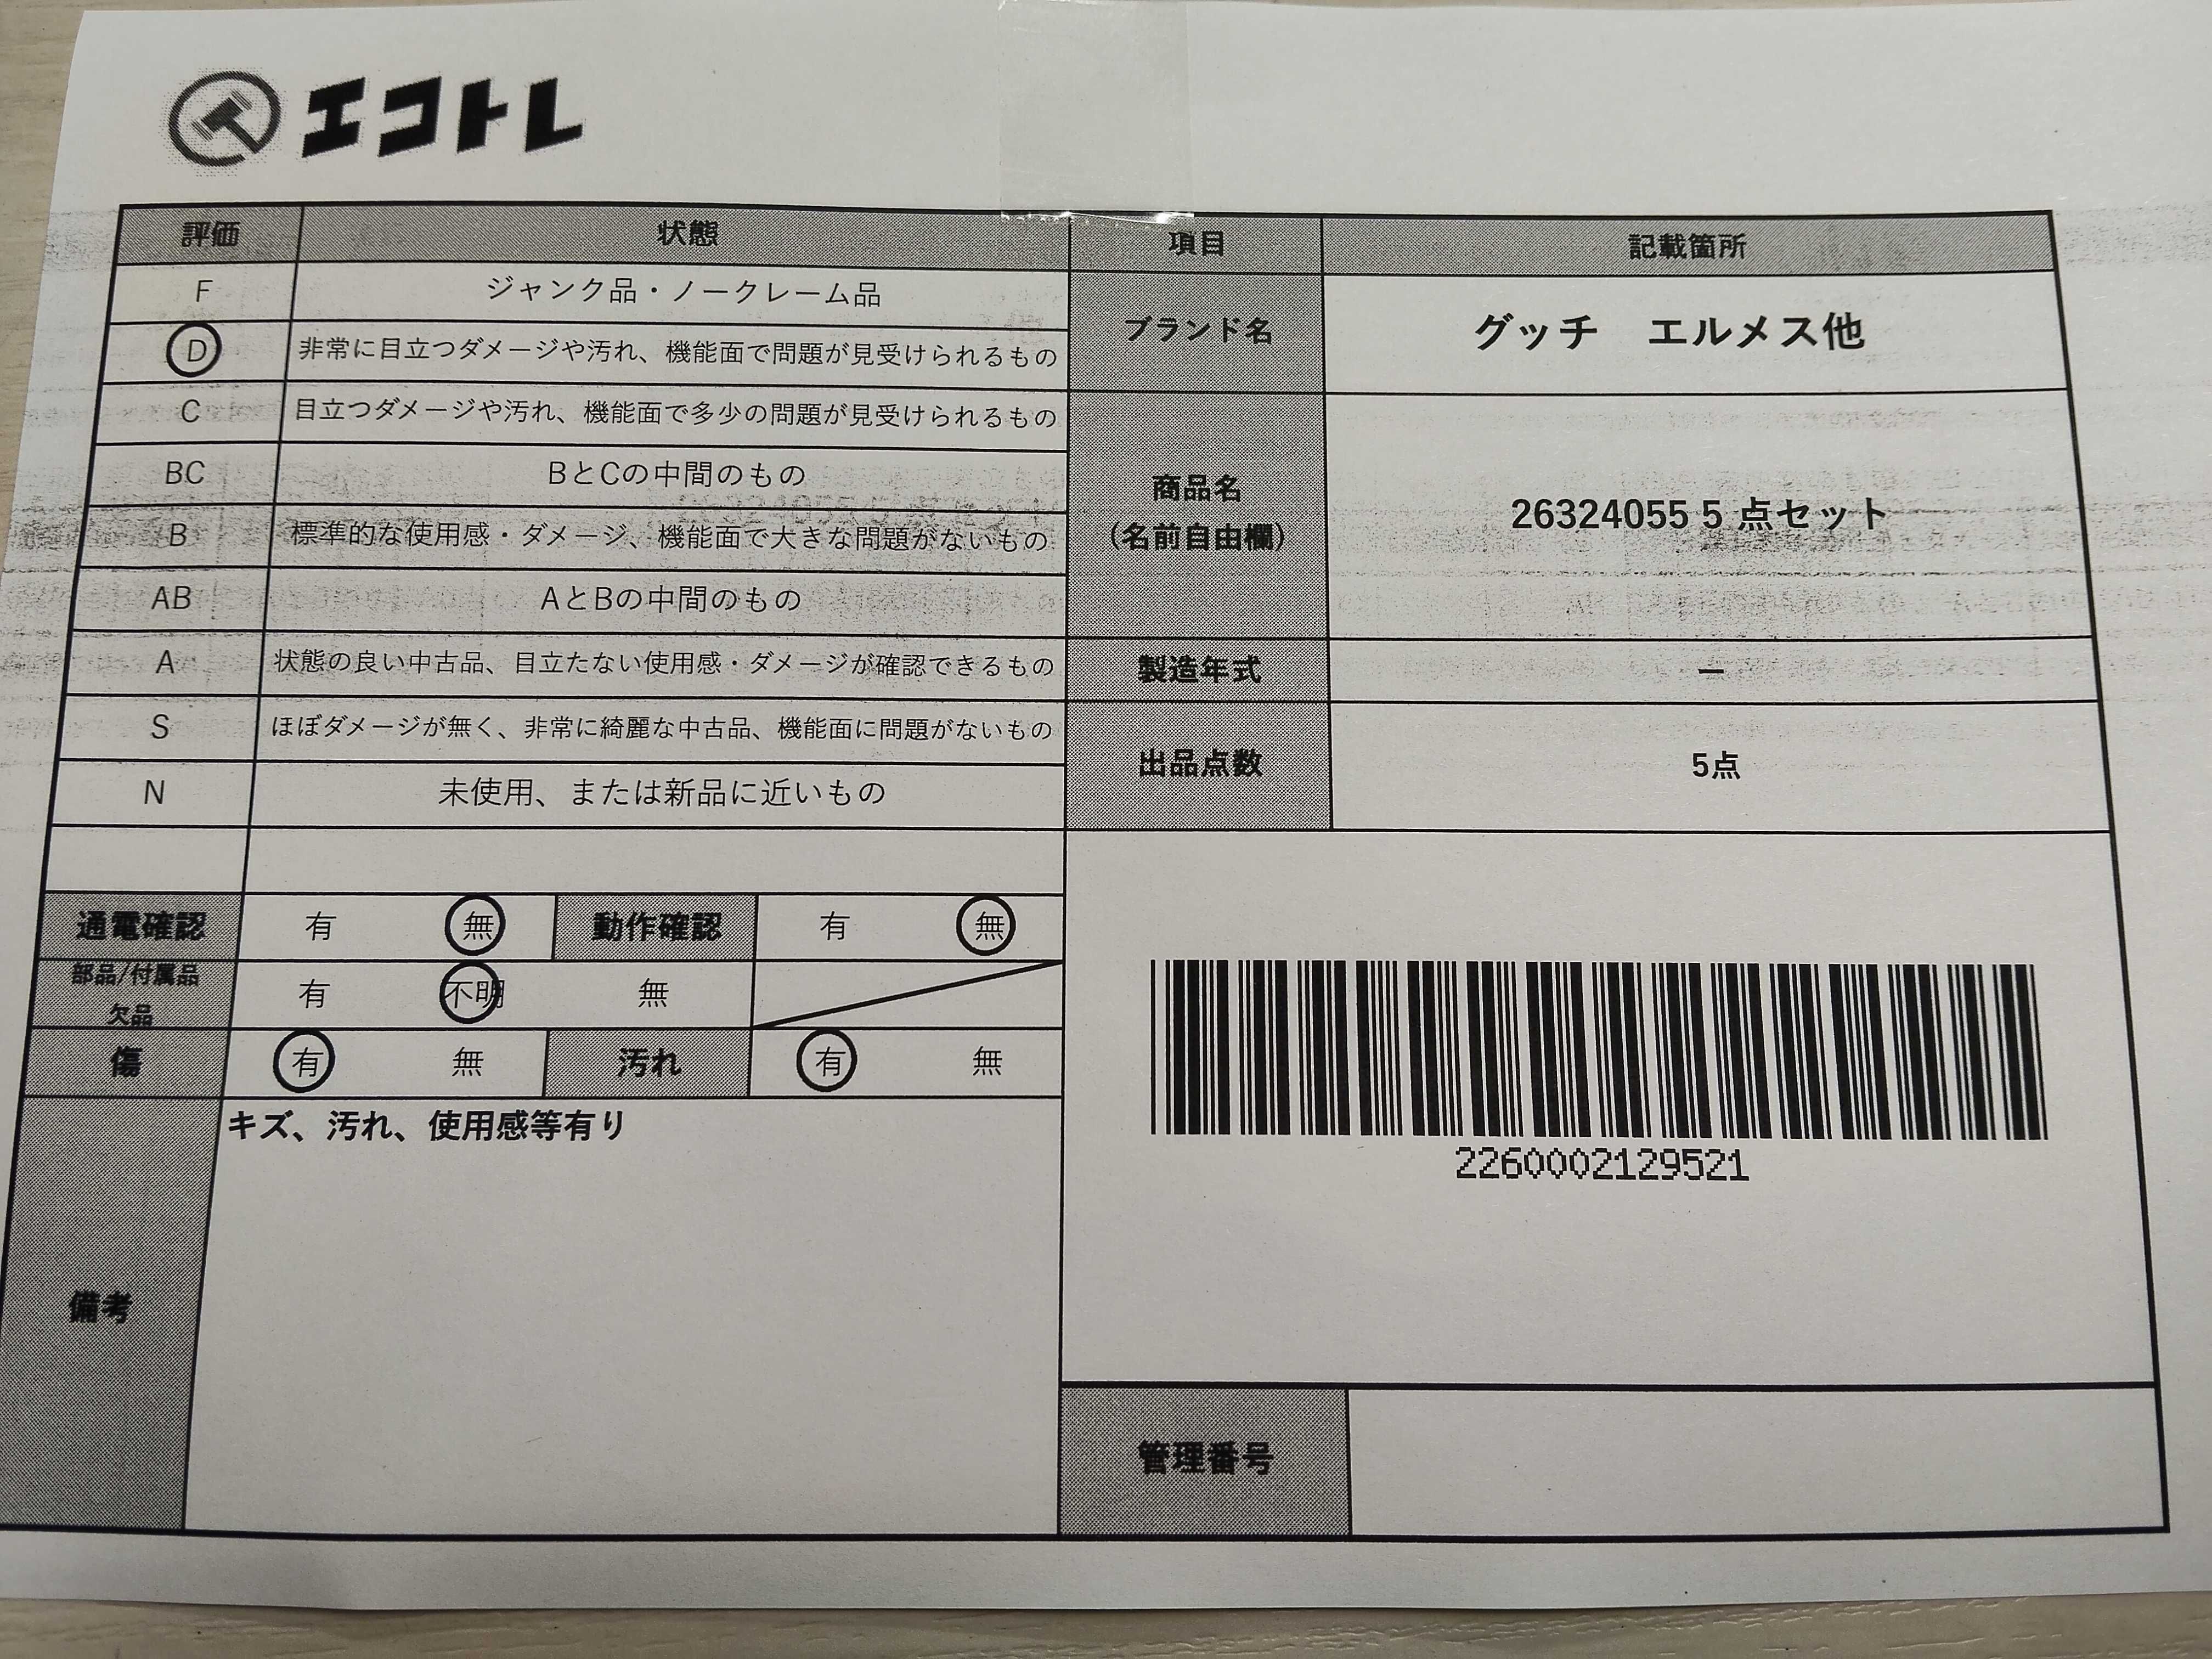 エコトレ
評価 状態
F ジャンク品・ノークレーム品
D 非常に目立つダメージや汚れ、機能面で問題が見受けられるもの
C 目立つダメージや汚れ、機能面で多少の問題が見受けられるもの
BC BとCの中間のもの
B 標準的な使用感・ダメージ、機能面で大きな問題がないもの
AB AとBの中間のもの
A 状態の良い中古品、目立たない使用感・ダメージが確認できるもの
S ほぼダメージが無く、非常に綺麗な中古品、機能面に問題がないもの
N 未使用、または新品に近いもの
通電確認 有 無 動作確認 有 無
部品/付属品
欠品 有 不明 無
傷 有 無 汚れ 有 無
備考 キズ、汚れ、使用感等有り
項目 記載箇所
ブランド名 グッチ エルメス他
商品名
(名前自由欄) 26324055 5 点セット
製造年式 ー
出品点数 5点
2260002129521
管理番号